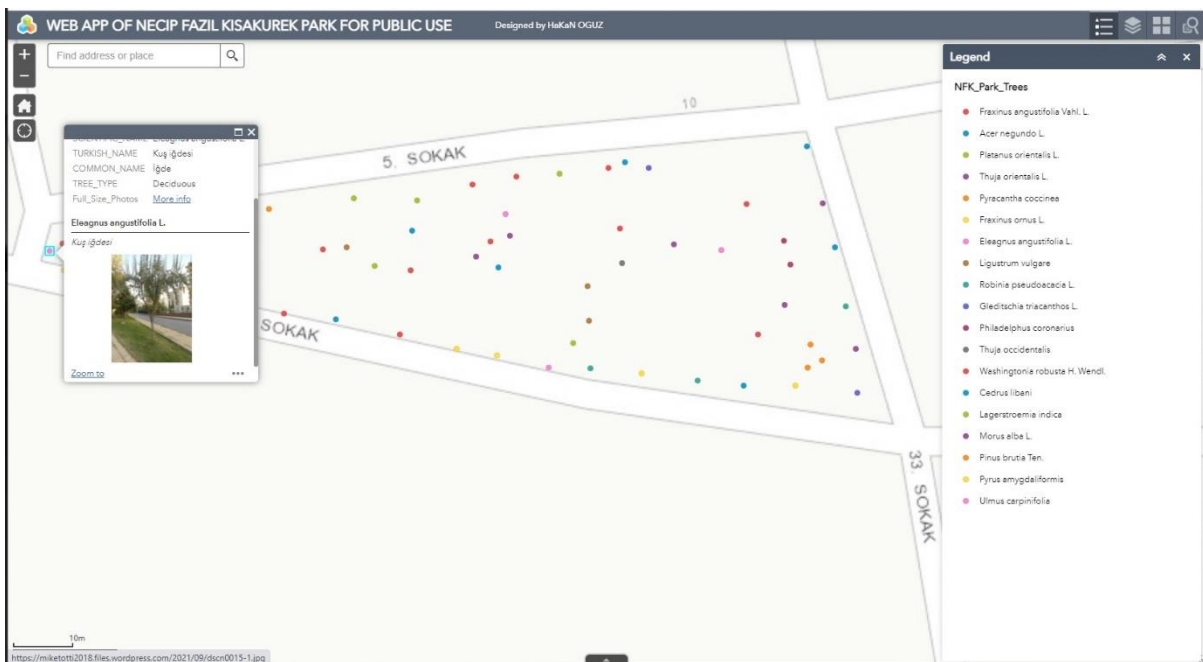 WEB APP OF NECIP FAZIL KISAKUREK PARK FOR PUBLIC USE
Designed by HaKaN OGUZ
Find address or place
Legend
NFK_Park_Trees
Fraxinus angustifolia Vahl. L.
Acer negundo L.
Platanus orientalis L.
Thuja orientalis L.
Pyracantha coccinea
Fraxinus ornus L.
Eleagnus angustifolia L.
Ligustrum vulgare
Robinia pseudoacacia L.
Gleditschia triacanthos L.
Philadelphus coronarius
Thuja occidentalis
Washingtonia robusta H. Wendl.
Cedrus libani
Lagerstroemia indica
Morus alba L.
Pinus brutia Ten.
Pyrus amygdaliformis
Ulmus carpinifolia
TURKISH_NAME Kuş iğdesi
COMMON_NAME İğde
TREE_TYPE Deciduous
Full_Size_Photos More info
Eleagnus angustifolia L.
Kuş iğdesi
Zoom to
10
5. SOKAK
SOKAK
33. SOKAK
10m
https://miketotti2018.files.wordpress.com/2021/09/dscn0015-1.jpg